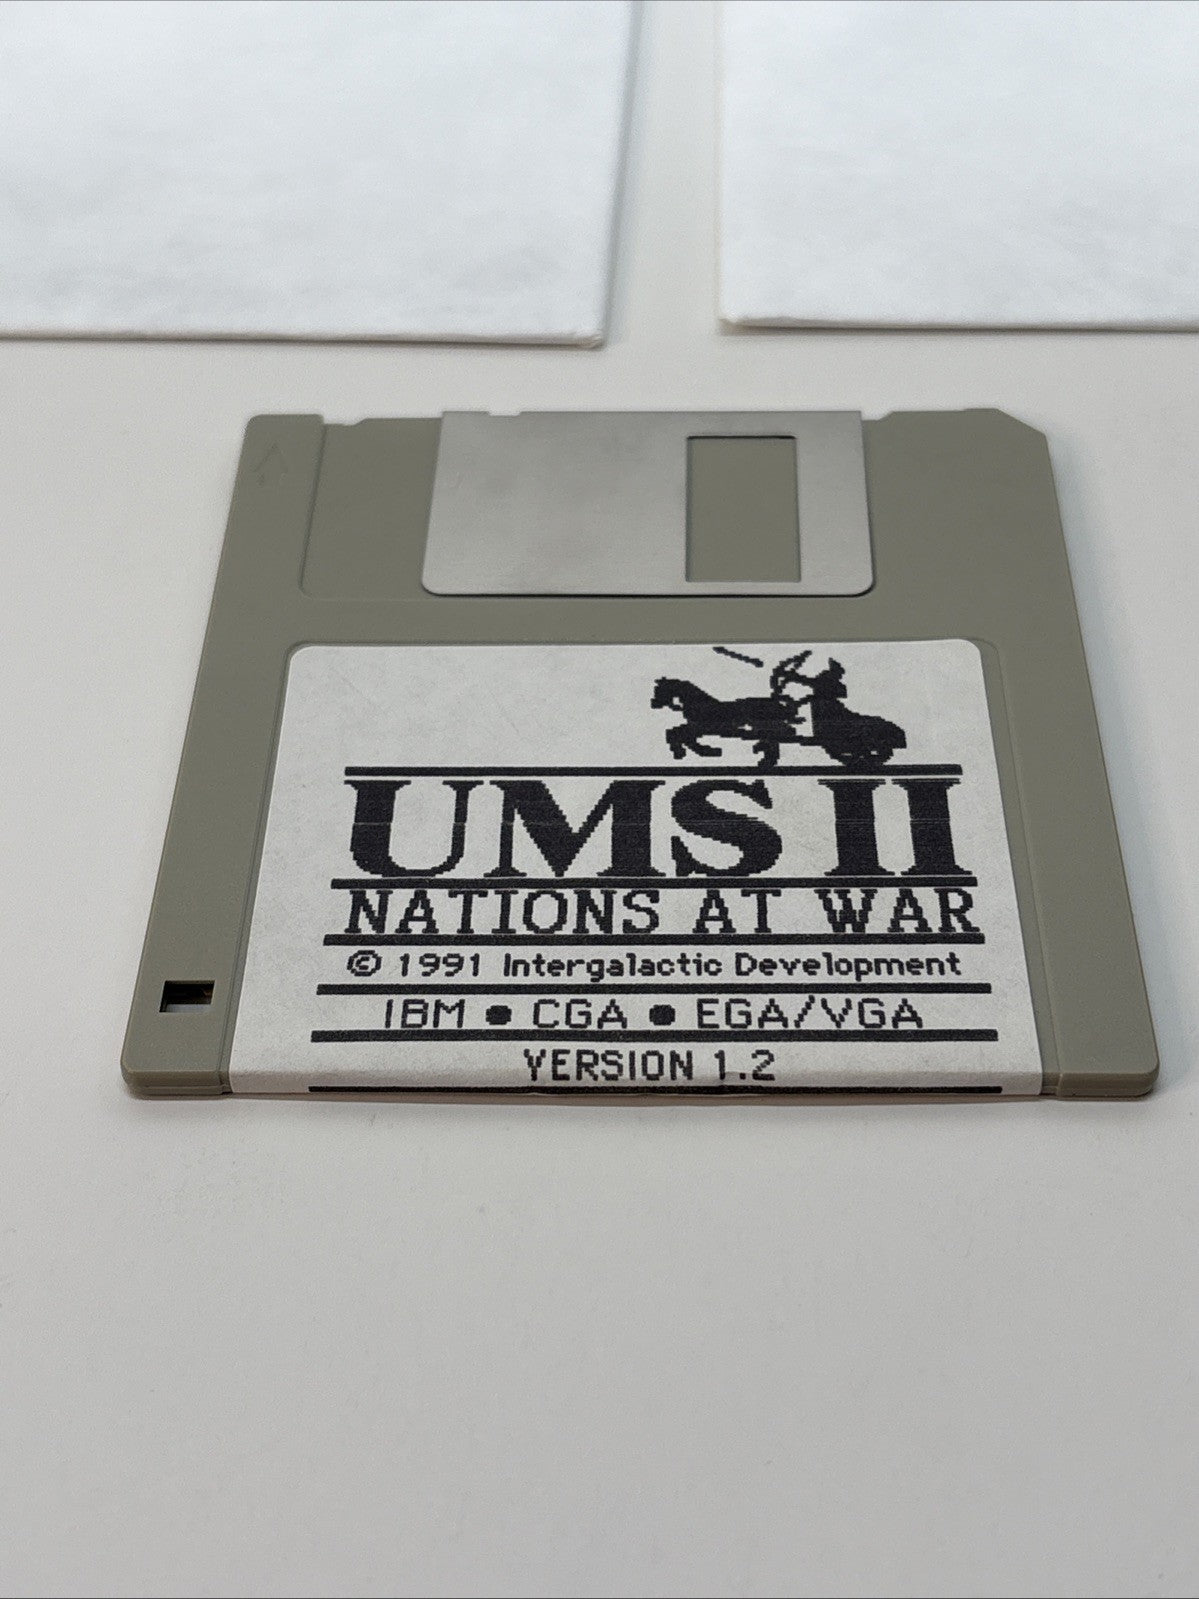 UMS II
NATIONS AT WAR
© 1991 Intergalactic Development
IBM • CGA • EGA/VGA
VERSION 1.2